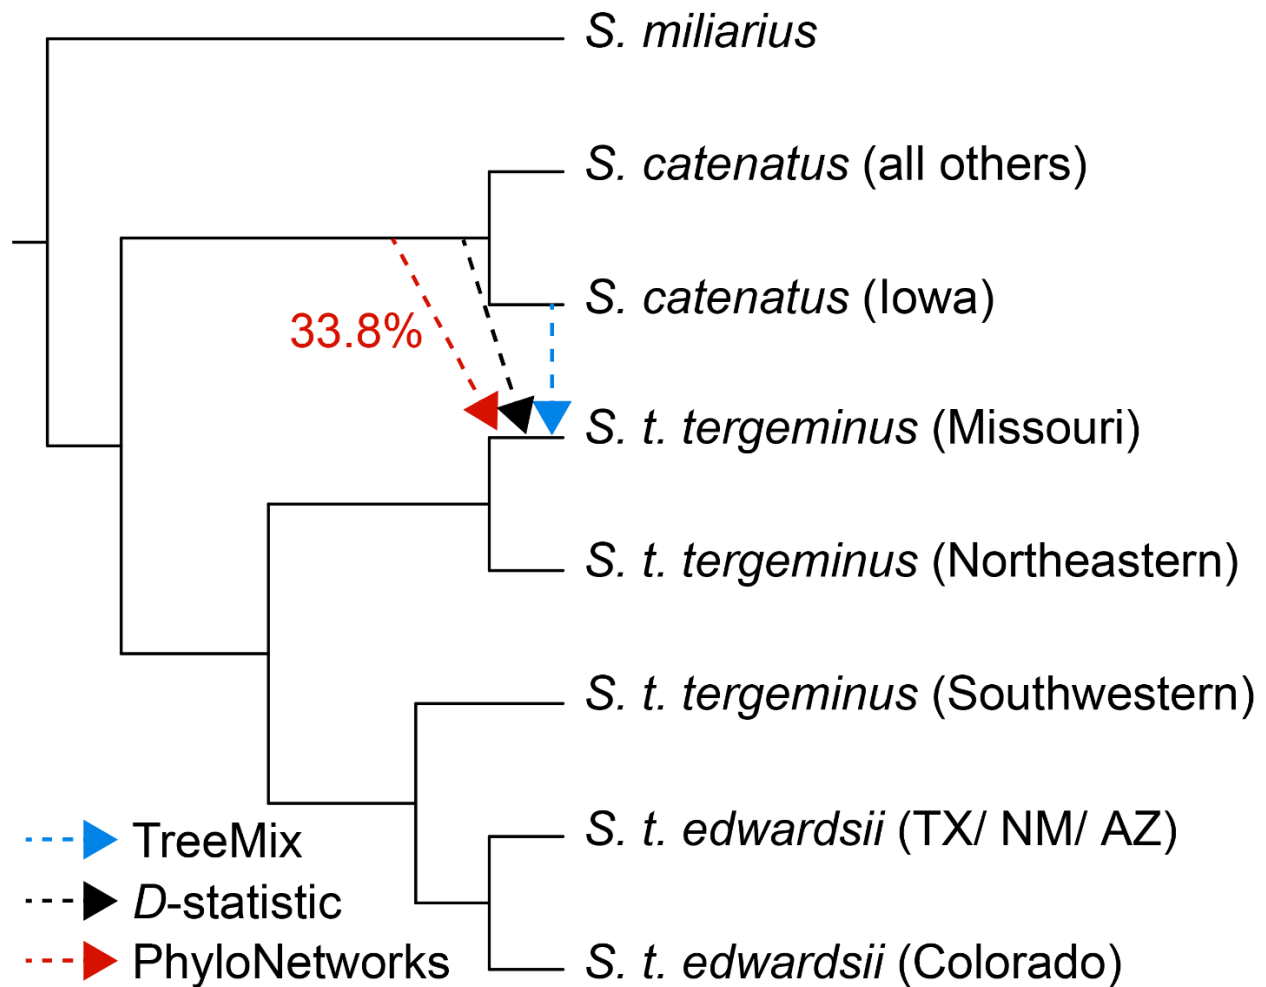 S. miliarius
S. catenatus (all others)
S. catenatus (Iowa)
33.8%
S. t. tergeminus (Missouri)
S. t. tergeminus (Northeastern)
S. t. tergeminus (Southwestern)
S. t. edwardsii (TX/ NM/ AZ)
S. t. edwardsii (Colorado)
TreeMix
D-statistic
PhyloNetworks